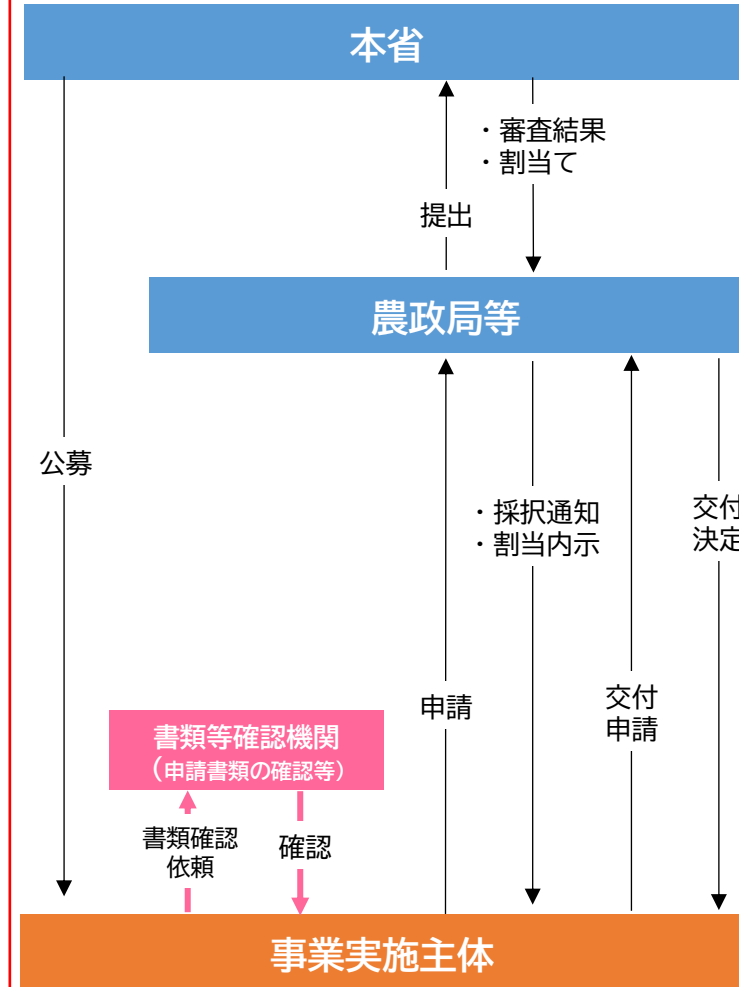 本省
・審査結果
・割当て
提出
農政局等
公募
・採択通知
・割当内示
交付
決定
申請
交付
申請
書類等確認機関
（申請書類の確認等）
書類確認
依頼
確認
事業実施主体